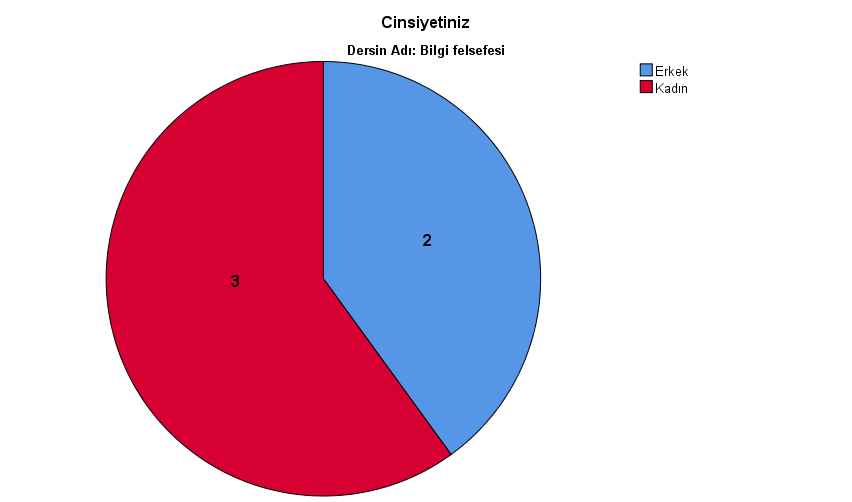 Cinsiyetiniz
Dersin Adı: Bilgi felsefesi
Erkek
Kadın
2
3